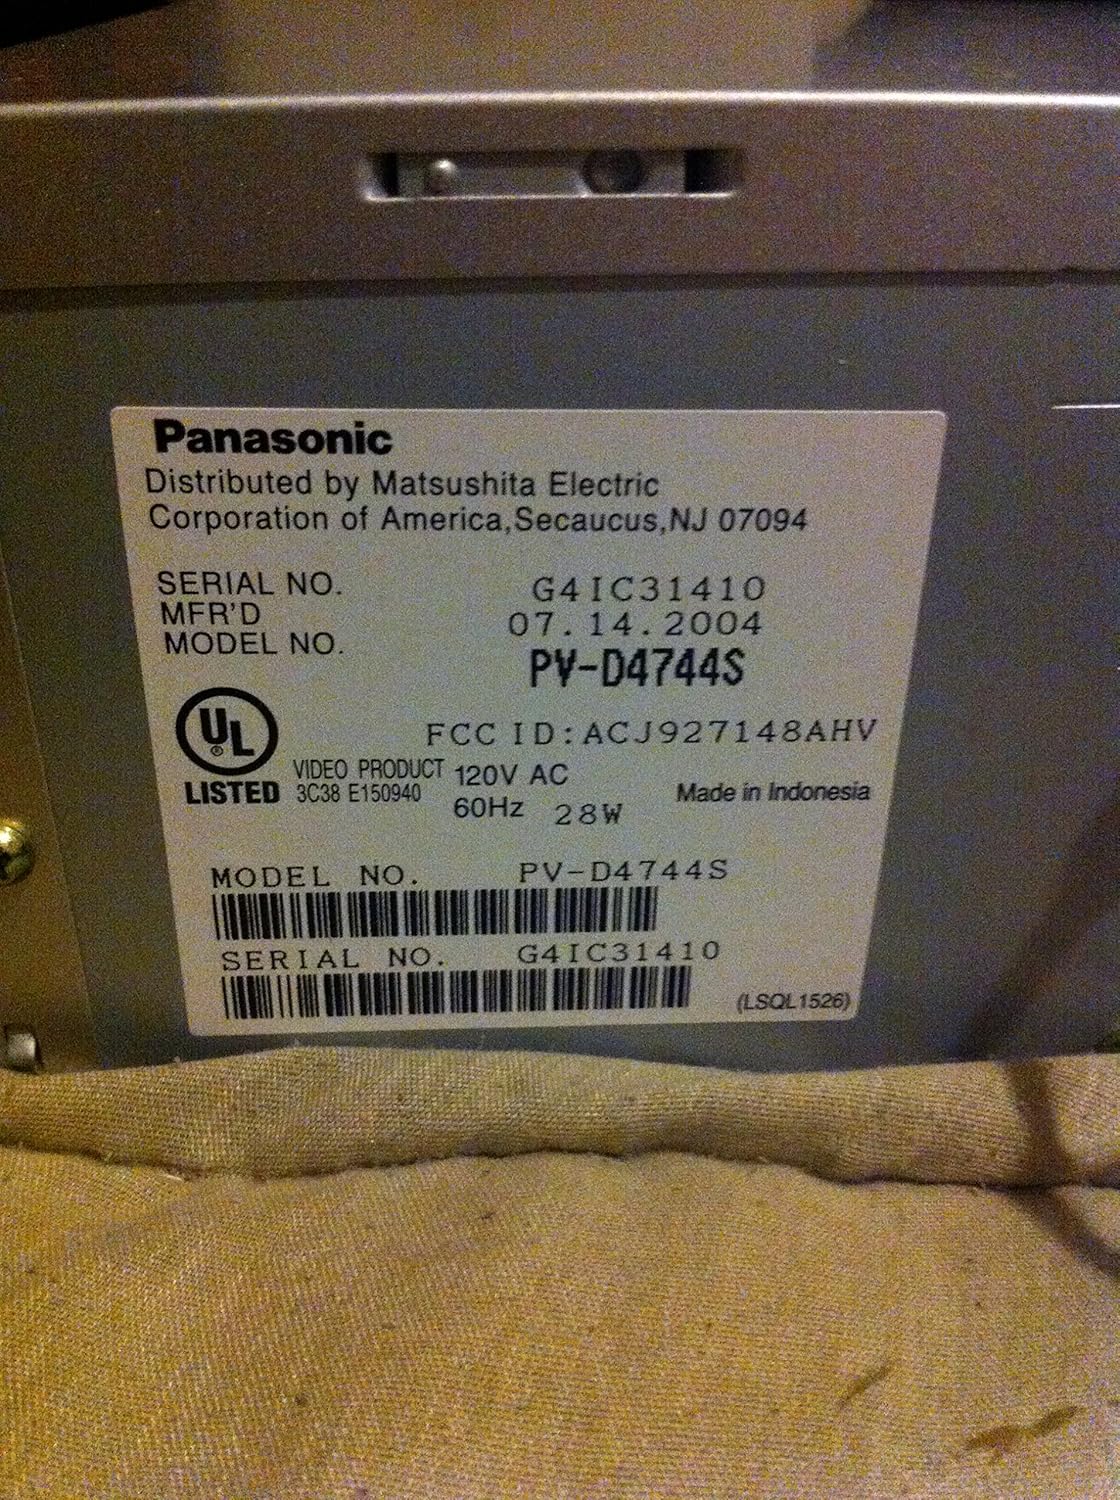 Panasonic
Distributed by Matsushita Electric
Corporation of America,Secaucus,NJ 07094
SERIAL NO. G4IC31410
MFR'D 07.14.2004
MODEL NO. PV-D4744S
FCC ID:ACJ927148AHV
UL ®
LISTED
VIDEO PRODUCT
3C38 E150940
120V AC
60Hz 28W
Made in Indonesia
MODEL NO. PV-D4744S
SERIAL NO. G4IC31410
(LSQL1526)